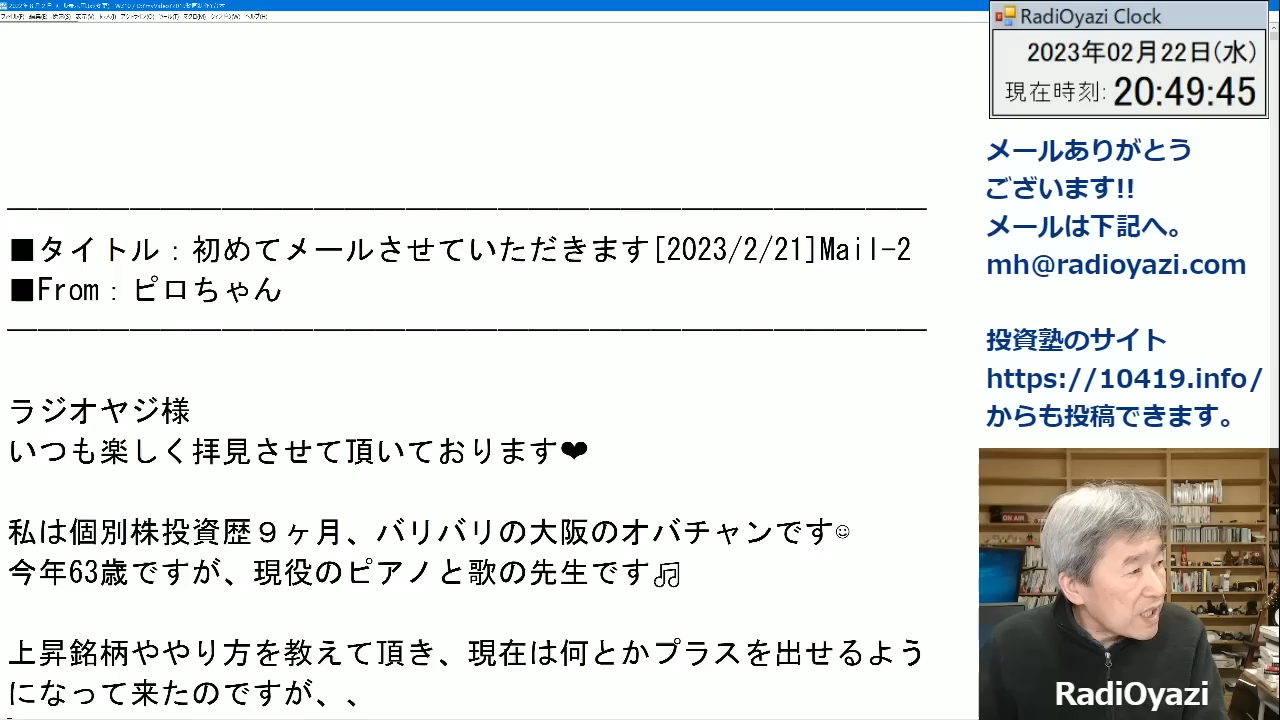 RadiOyazi Clock
2023年02月22日(水)
現在時刻: 20:49:45
メールありがとう
ございます!!
メールは下記へ。
mh@radioyazi.com
投資塾のサイト
https://10419.info/
からも投稿できます。
■タイトル：初めてメールさせていただきます[2023/2/21]Mail-2
■From：ピロちゃん
ラジオヤジ様
いつも楽しく拝見させて頂いております❤
私は個別株投資歴９ヶ月、バリバリの大阪のオバチャンです☺
今年63歳ですが、現役のピアノと歌の先生です🎵
上昇銘柄ややり方を教えて頂き、現在は何とかプラスを出せるよう
になって来たのですが、、
ON AIR
RadiOyazi